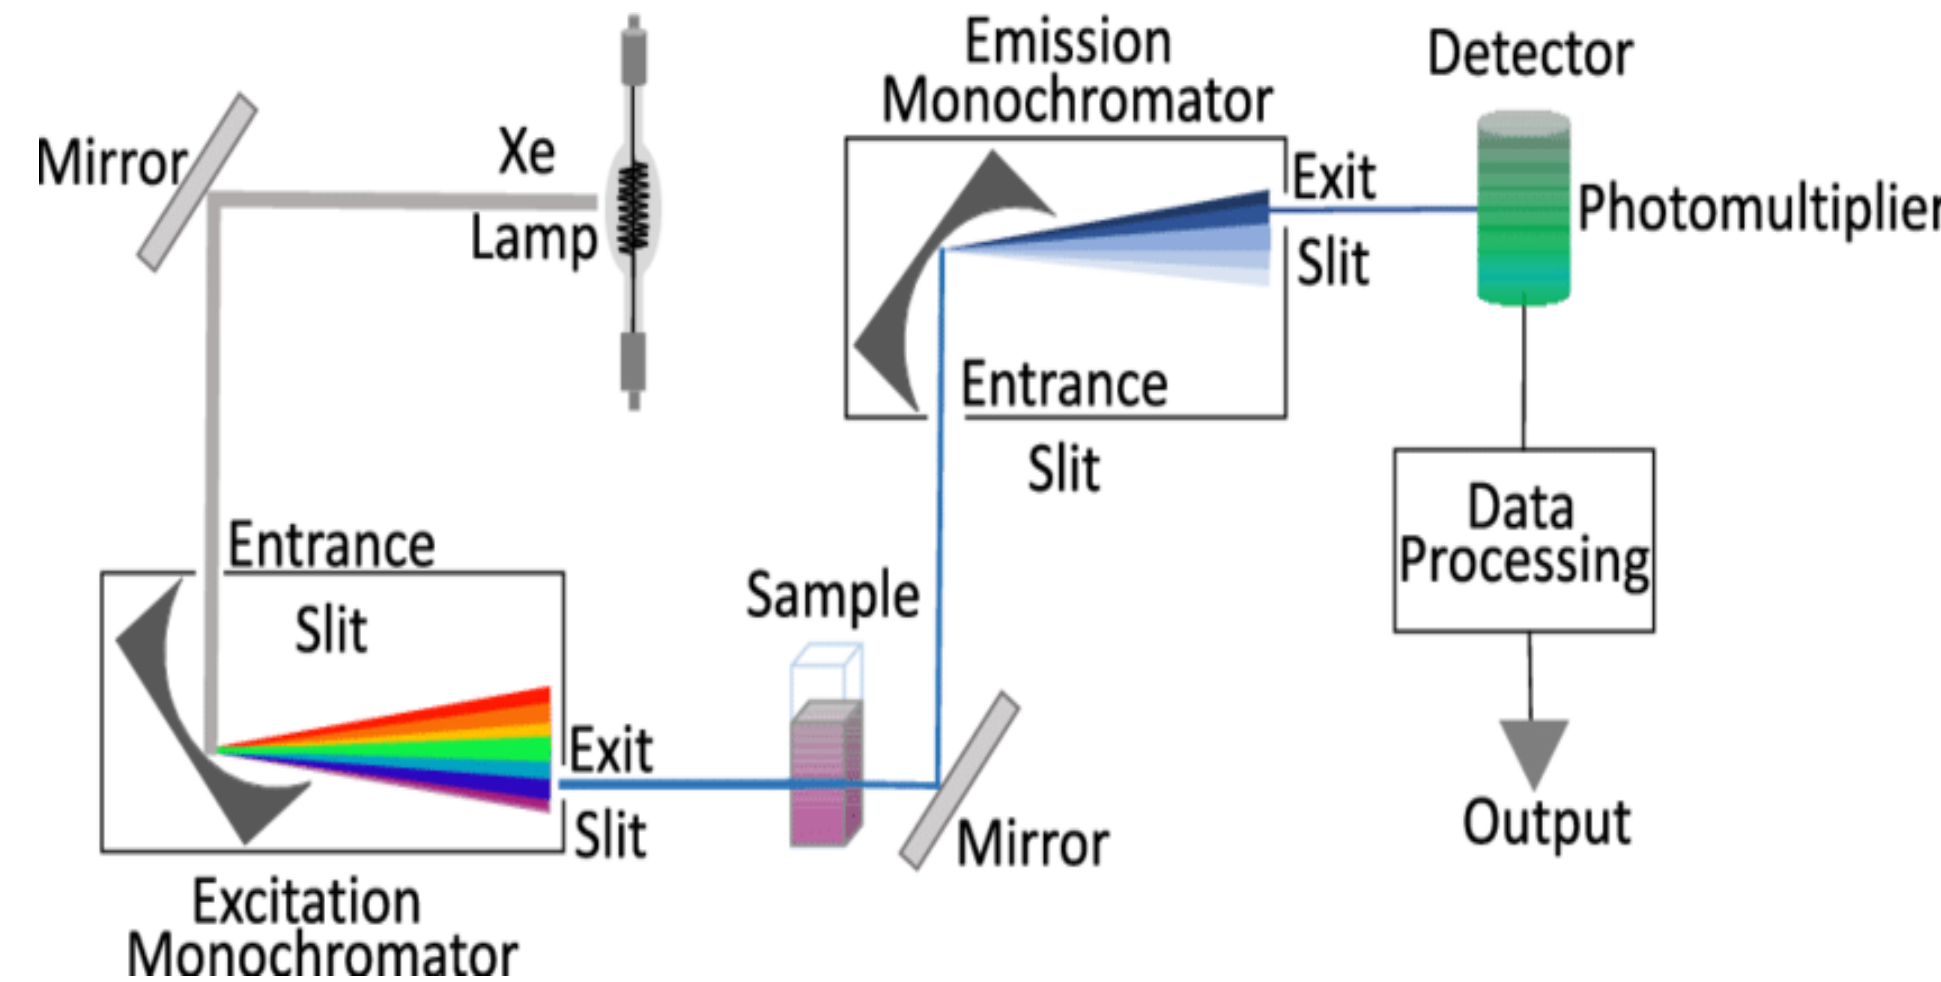 Mirror
Xe
Lamp
Entrance
Slit
Exit
Slit
Excitation
Monochromator
Sample
Mirror
Emission
Monochromator
Entrance
Slit
Exit
Slit
Detector
Photomultiplier
Data
Processing
Output